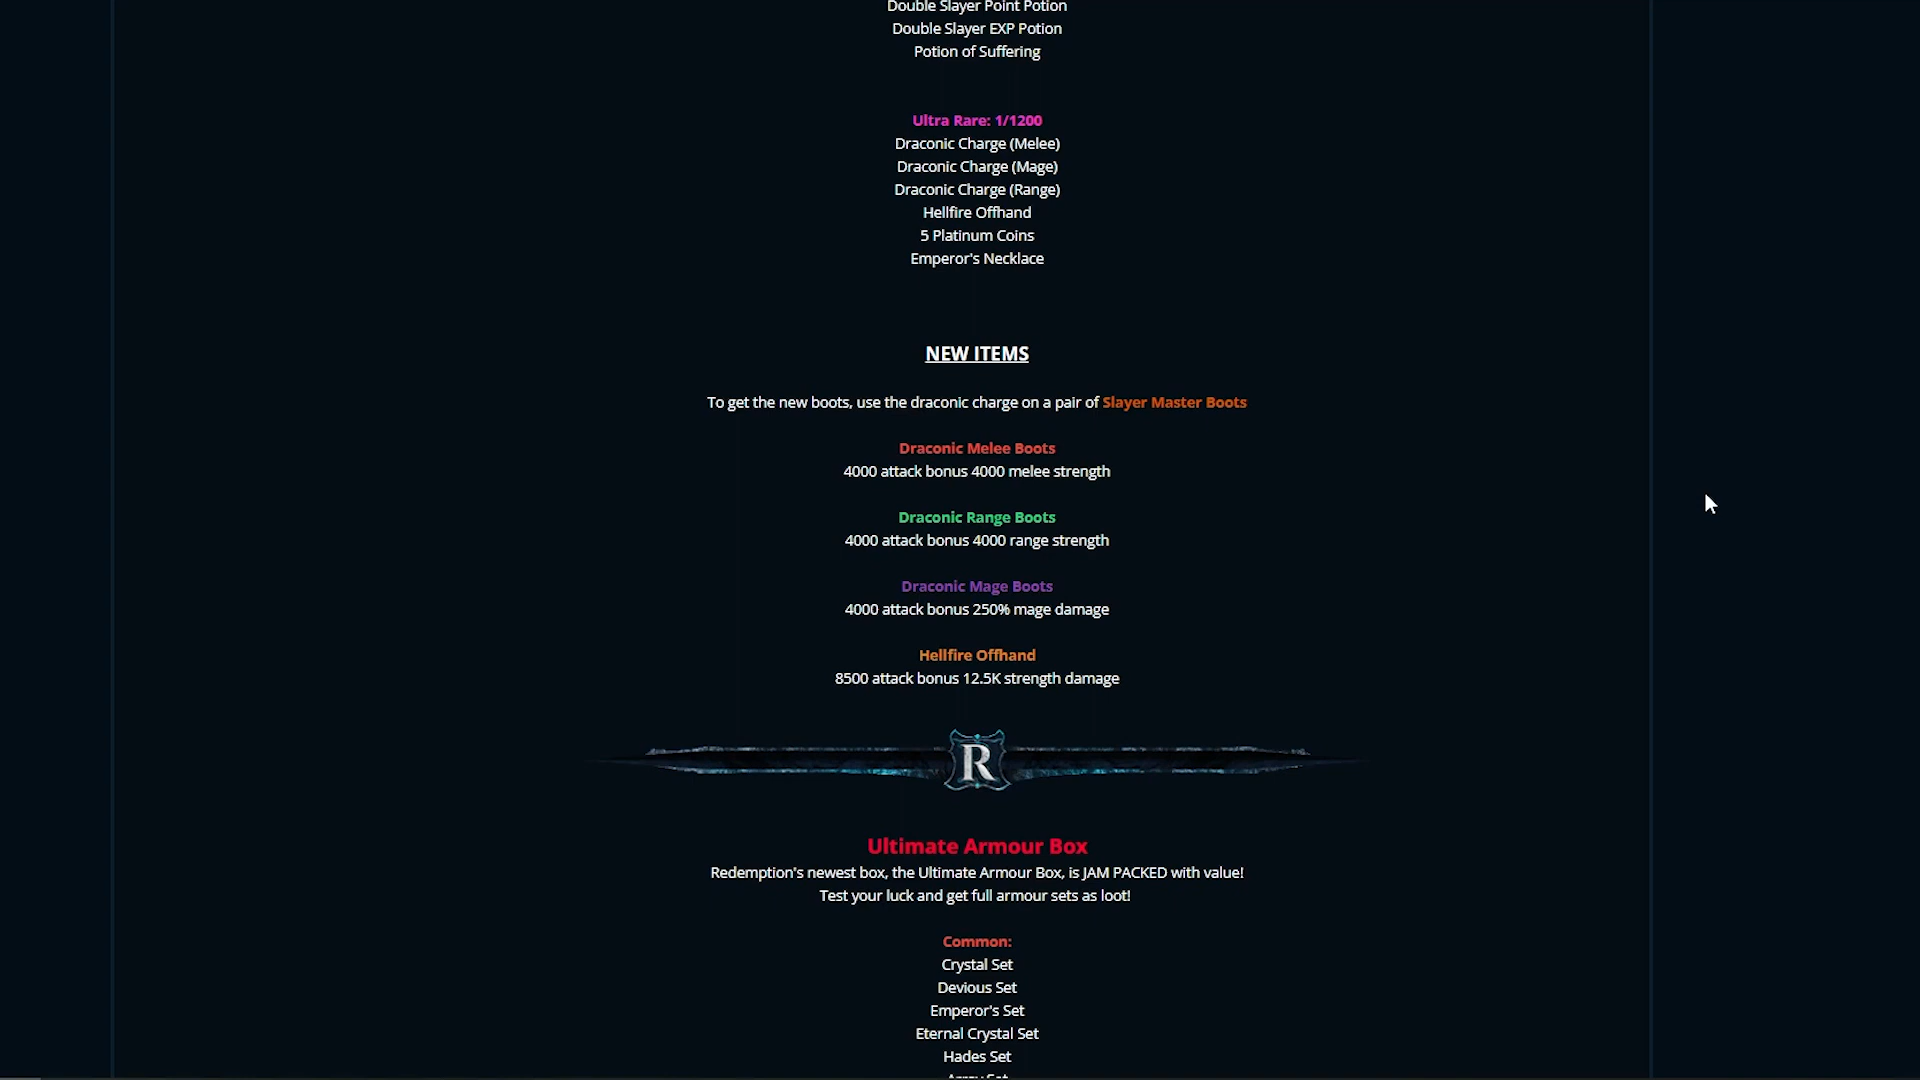 Double Slayer Point Potion
Double Slayer EXP Potion
Potion of Suffering
Ultra Rare: 1/1200
Draconic Charge (Melee)
Draconic Charge (Mage)
Draconic Charge (Range)
Hellfire Offhand
5 Platinum Coins
Emperor's Necklace
NEW ITEMS
To get the new boots, use the draconic charge on a pair of Slayer Master Boots
Draconic Melee Boots
4000 attack bonus 4000 melee strength
Draconic Range Boots
4000 attack bonus 4000 range strength
Draconic Mage Boots
4000 attack bonus 250% mage damage
Hellfire Offhand
8500 attack bonus 12.5K strength damage
R
Ultimate Armour Box
Redemption's newest box, the Ultimate Armour Box, is JAM PACKED with value!
Test your luck and get full armour sets as loot!
Common:
Crystal Set
Devious Set
Emperor's Set
Eternal Crystal Set
Hades Set